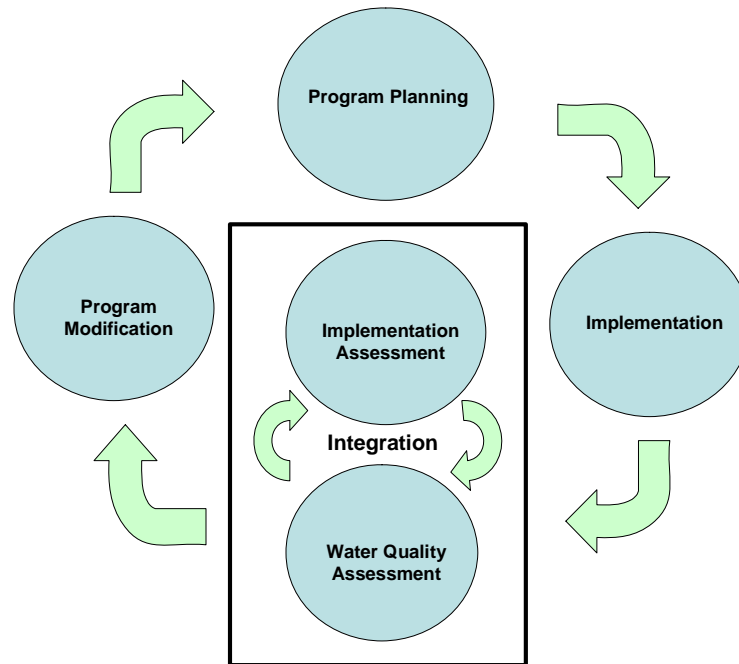 Program Planning
Program
Modification
Implementation
Assessment
Implementation
Integration
Water Quality
Assessment